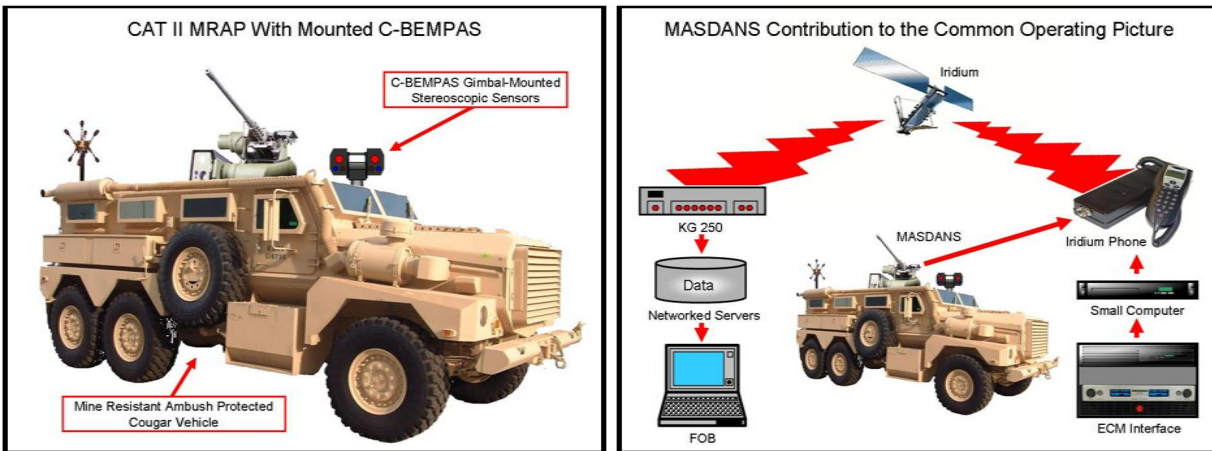 CAT II MRAP With Mounted C-BEMPAS
C-BEMPAS Gimbal-Mounted
Stereoscopic Sensors
Mine Resistant Ambush Protected
Cougar Vehicle
MASDANS Contribution to the Common Operating Picture
Iridium
KG 250
MASDANS
Iridium Phone
Data
Networked Servers
Small Computer
FOB
ECM Interface